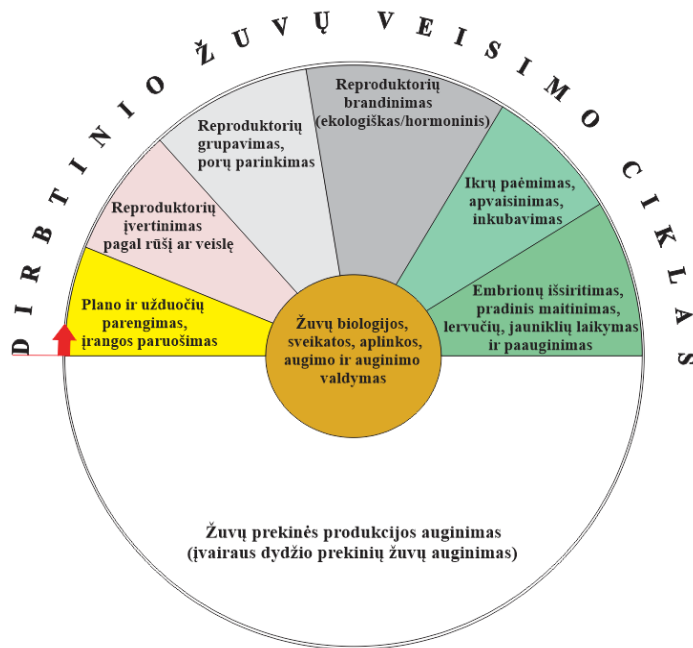 DIRBTINIO ŽUVŲ VEISIMO CIKLAS
Reproduktorių
brandinimas
(ekologiškas/hormoninis)
Reproduktorių
grupavimas,
porų parinkimas
Ikrų paėmimas,
apvaisinimas,
inkubavimas
Reproduktorių
įvertinimas
pagal rūšį ar veislę
Plano ir užduočių
parengimas,
įrangos paruošimas
Embrionų išsiritimas,
pradinis maitinimas,
lervučių, jauniklių laikymas
ir paauginimas
Žuvų biologijos,
sveikatos, aplinkos,
augimo ir auginimo
valdymas
Žuvų prekinės produkcijos auginimas
(įvairaus dydžio prekinių žuvų auginimas)